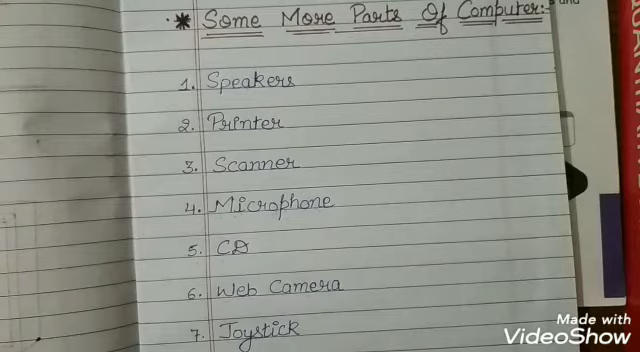 * Some More Parts Of Computer:-
and
1. Speakers
2. Printer
3. Scanner
4. Microphone
5. CD
6. Web Camera
7. Joystick
Made with
VideoShow